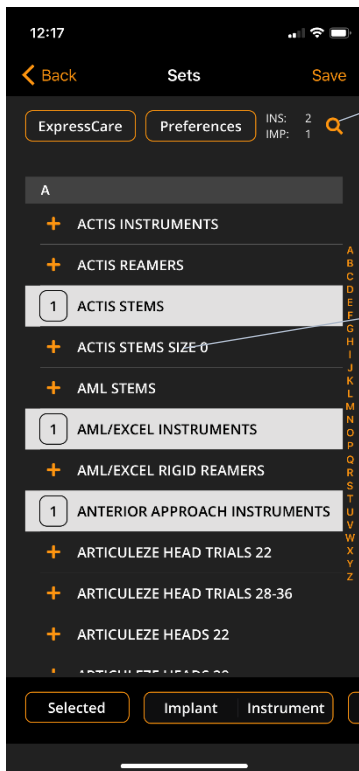 12:17
Back Sets Save
ExpressCare Preferences INS: 2
IMP: 1
A
ACTIS INSTRUMENTS
ACTIS REAMERS
1 ACTIS STEMS
ACTIS STEMS SIZE 0
AML STEMS
1 AML/EXCEL INSTRUMENTS
AML/EXCEL RIGID REAMERS
1 ANTERIOR APPROACH INSTRUMENTS
ARTICULEZE HEAD TRIALS 22
ARTICULEZE HEAD TRIALS 28-36
ARTICULEZE HEADS 22
A
B
C
D
E
F
G
H
I
J
K
L
M
N
O
P
Q
R
S
T
U
V
W
X
Y
Z
Selected Implant Instrument